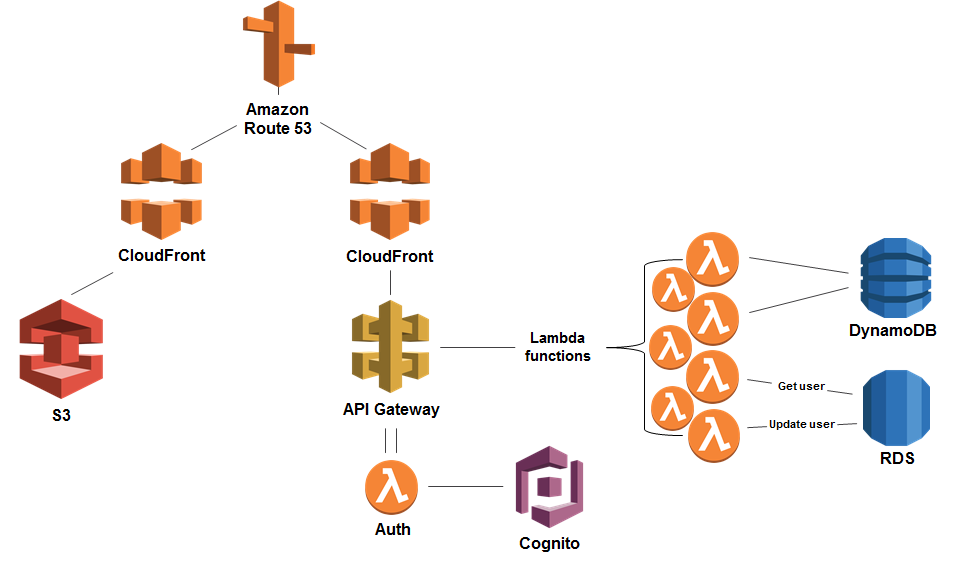 Amazon
Route 53
CloudFront
CloudFront
S3
API Gateway
Lambda
functions
DynamoDB
Get user
Update user
RDS
Auth
Cognito